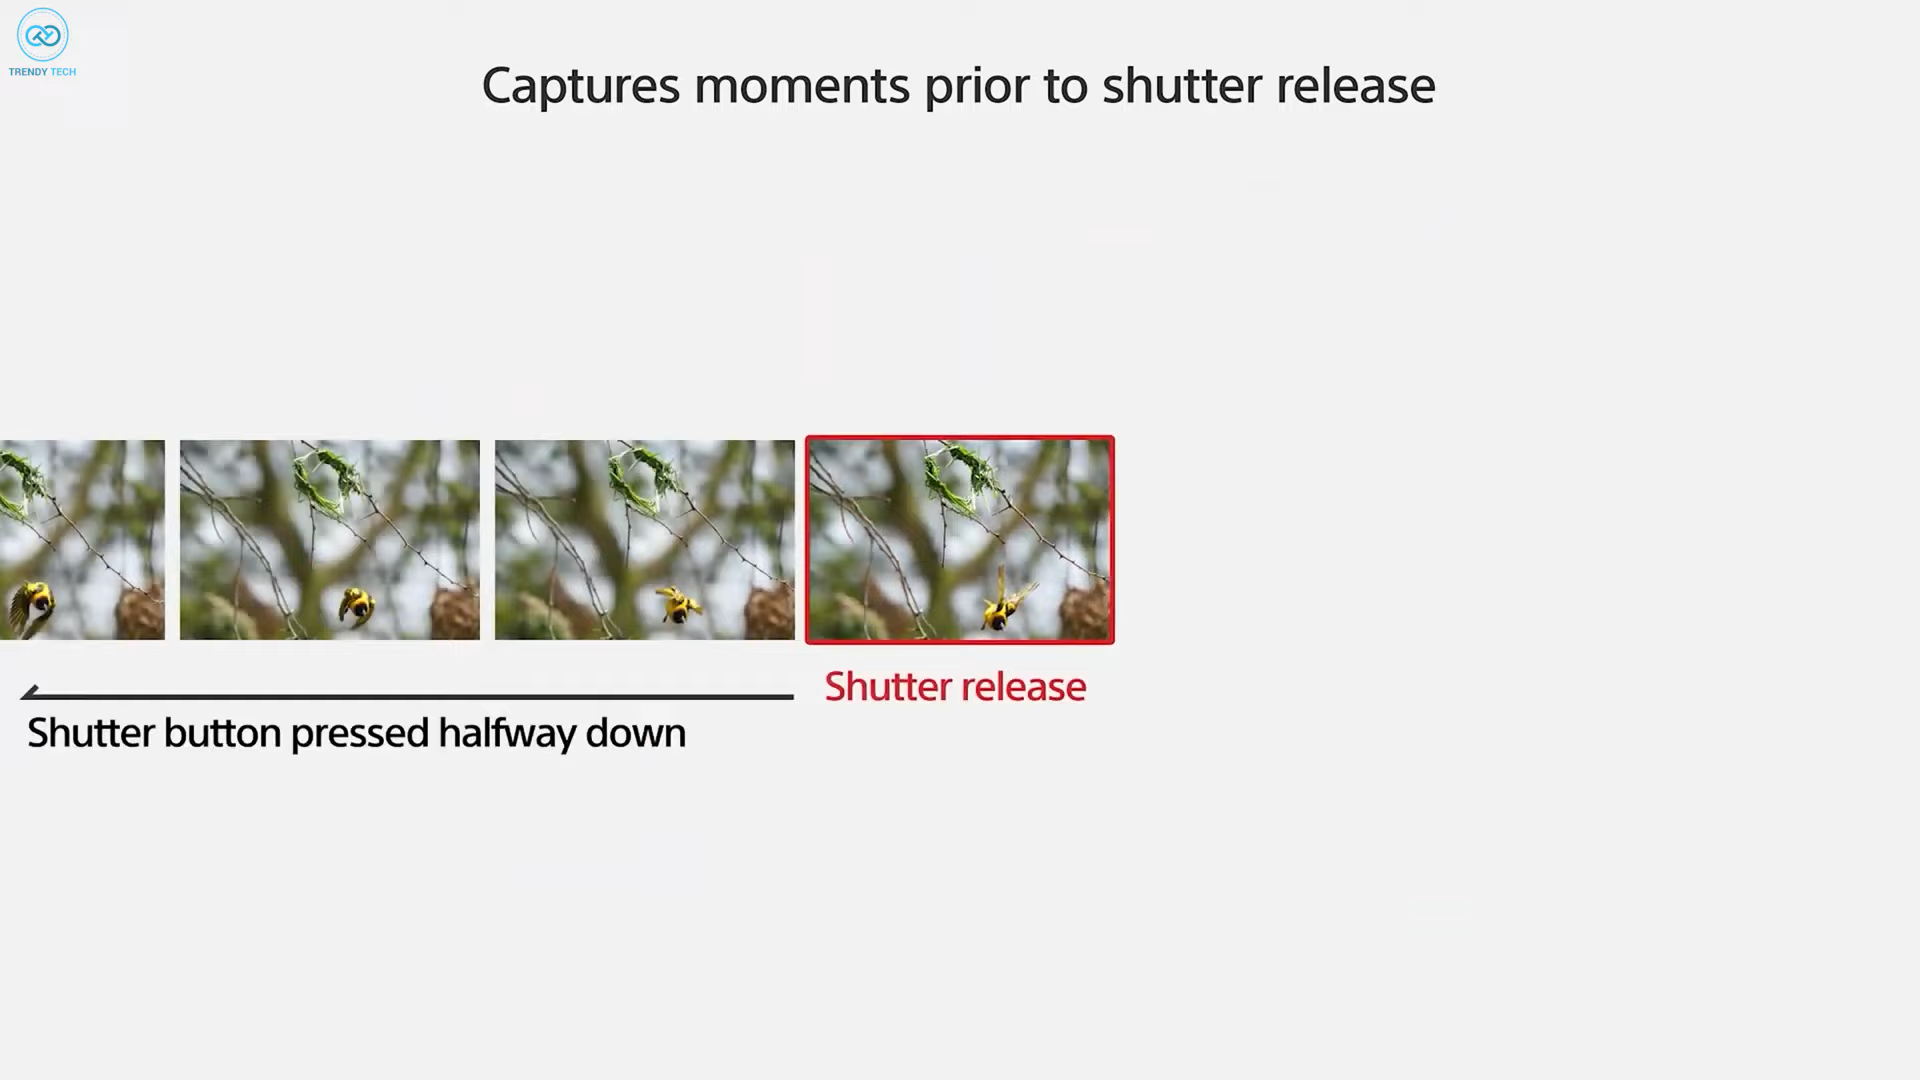 TRENDY TECH
Captures moments prior to shutter release
Shutter release
Shutter button pressed halfway down